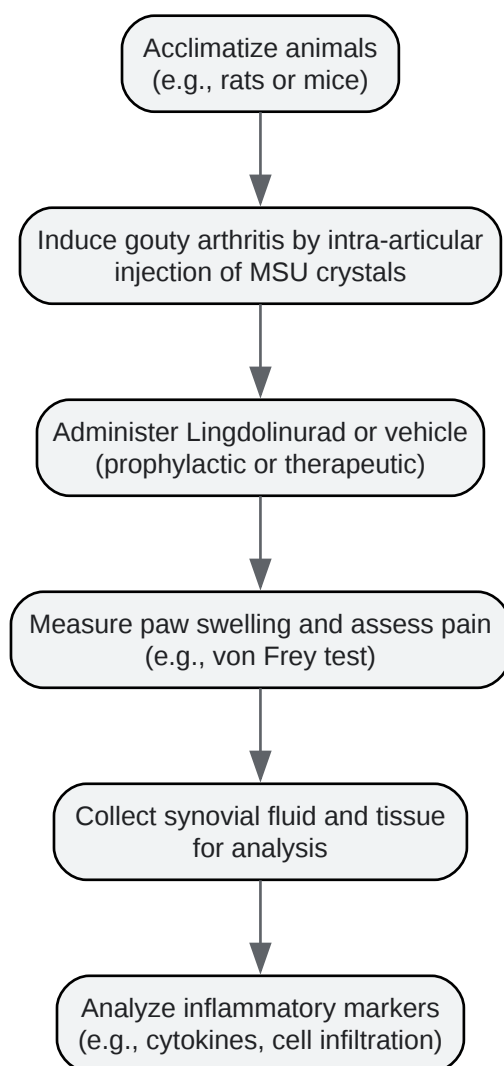 Acclimatize animals
(e.g., rats or mice)
Induce gouty arthritis by intra-articular
injection of MSU crystals
Administer Lingdolinurad or vehicle
(prophylactic or therapeutic)
Measure paw swelling and assess pain
(e.g., von Frey test)
Collect synovial fluid and tissue
for analysis
Analyze inflammatory markers
(e.g., cytokines, cell infiltration)